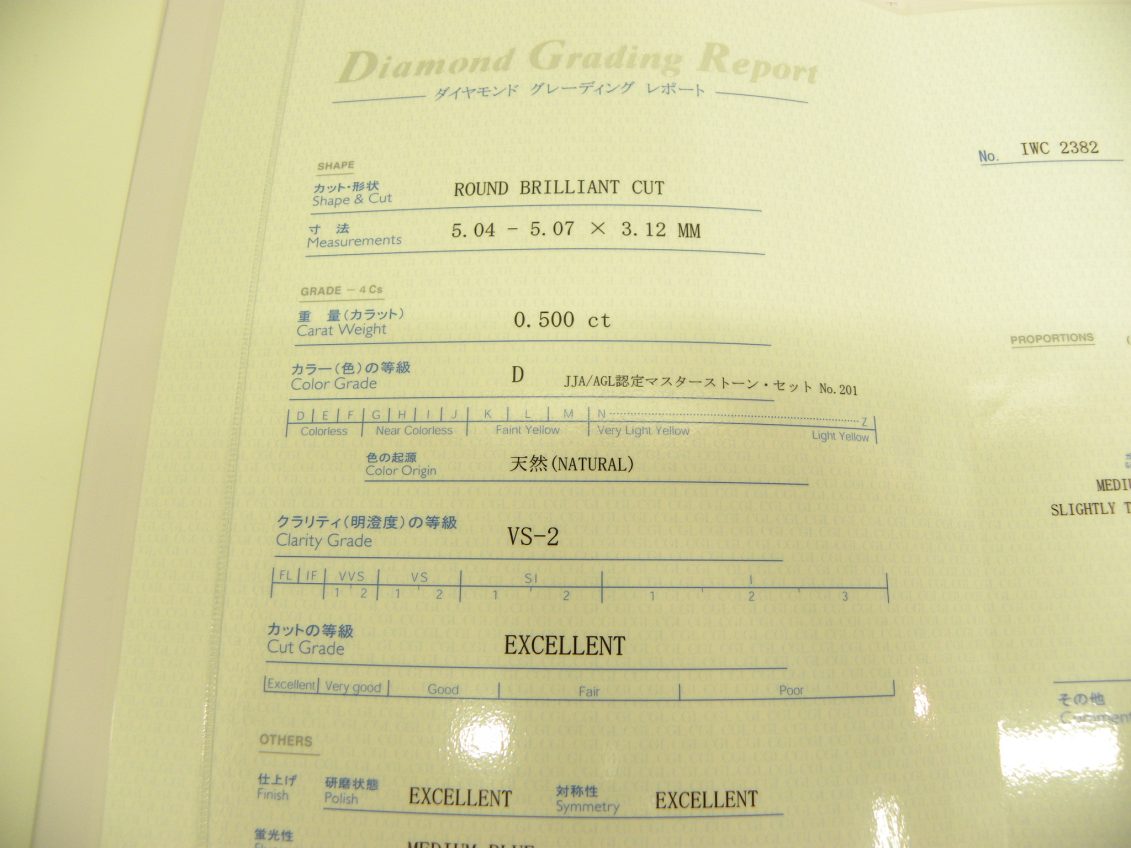 Diamond Grading Report
ダイヤモンド グレーディング レポート
No. IWC 2382
SHAPE
カット・形状
Shape & Cut ROUND BRILLIANT CUT
寸 法
Measurements 5.04 - 5.07 × 3.12 MM
GRADE - 4 Cs
重 量(カラット)
Carat Weight 0.500 ct
PROPORTIONS
カラー(色)の等級
Color Grade D JJA/AGL認定マスターストーン・セット No.201
D E F G H I J K L M N Z
Colorless Near Colorless Faint Yellow Very Light Yellow Light Yellow
色の起源
Color Origin 天然(NATURAL)
SLIGHTLY
クラリティ(明澄度)の等級
Clarity Grade VS-2
FL IF VVS VS SI I
1 2 1 2 1 2 1 2 3
カットの等級
Cut Grade EXCELLENT
Excellent Very good Good Fair Poor
その他
OTHERS
仕上げ
Finish
研磨状態
Polish EXCELLENT
対称性
Symmetry EXCELLENT
蛍光性
MEDIUM BLUE